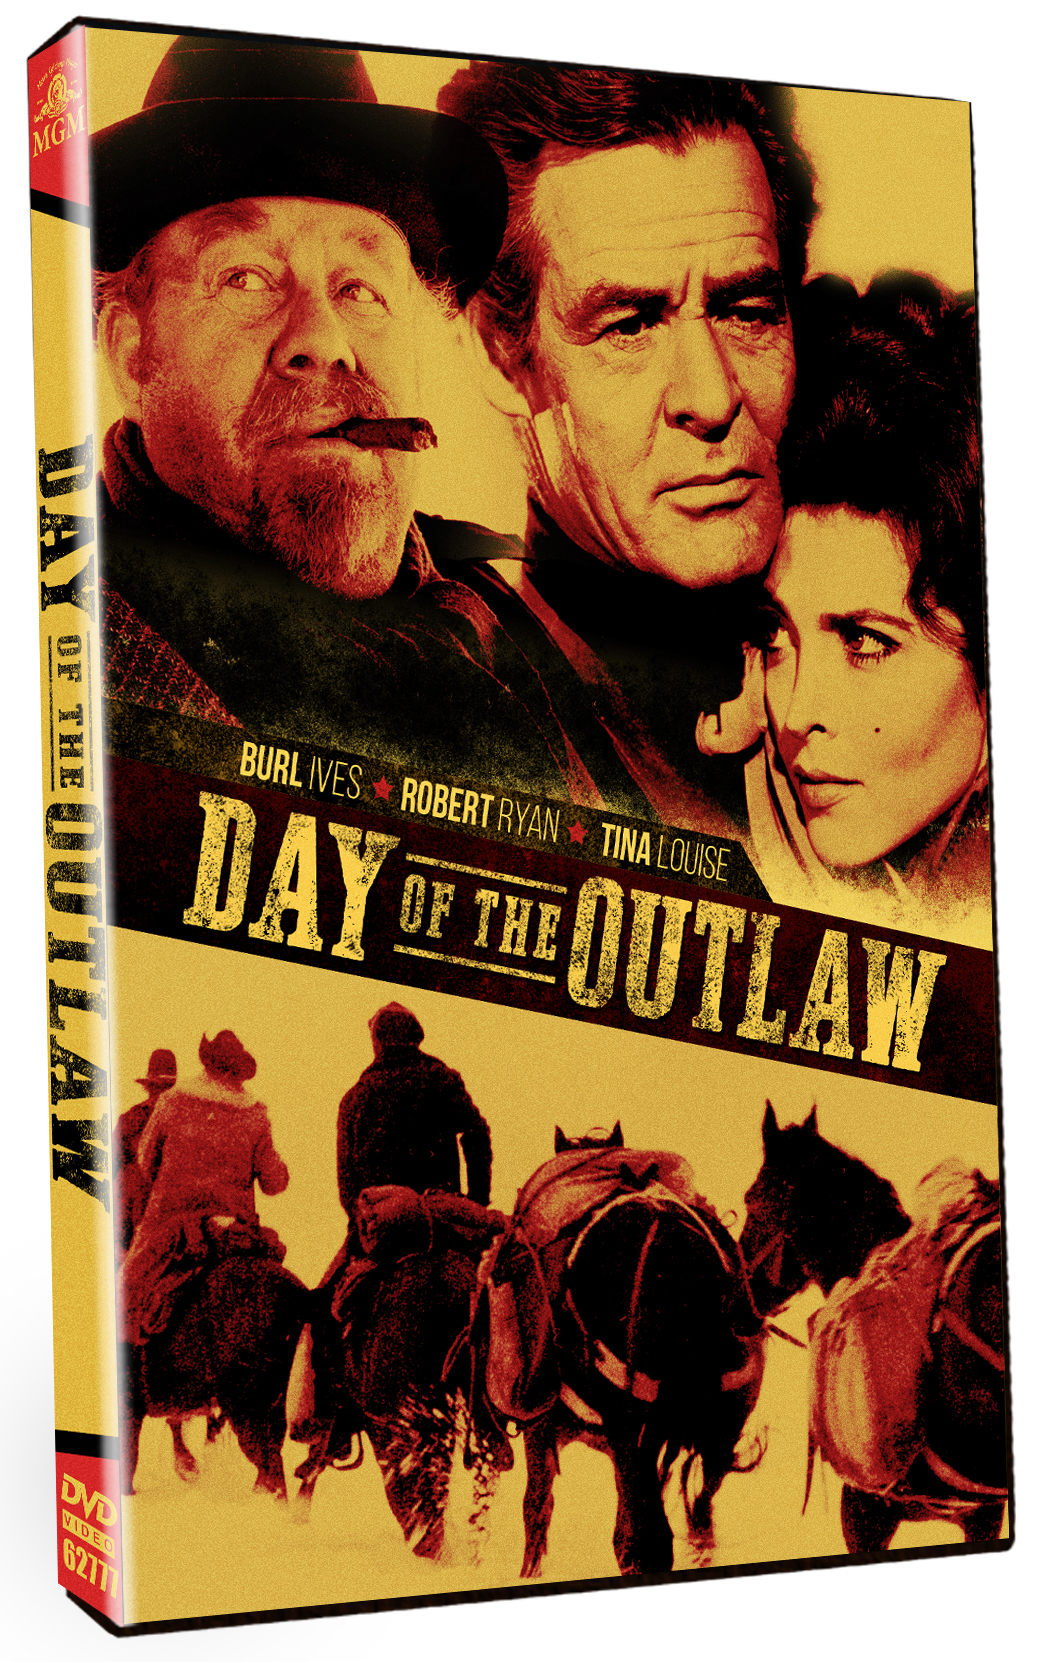 MGM
DAY OF THE OUTLAW
DVD
VIDEO
62777
BURL IVES ★ ROBERT RYAN ★ TINA LOUISE
DAY OF THE OUTLAW